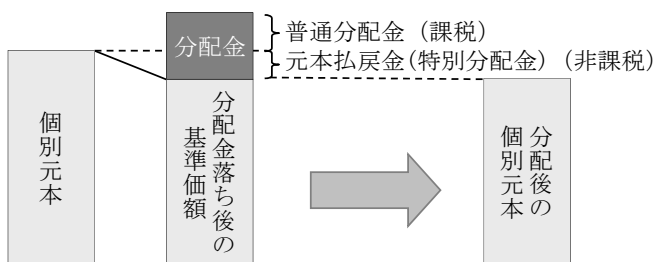 普通分配金(課税)
分配金
元本払戻金(特別分配金)(非課税)
個別元本
分配金落ち後の
基準価額
分配後の
個別元本